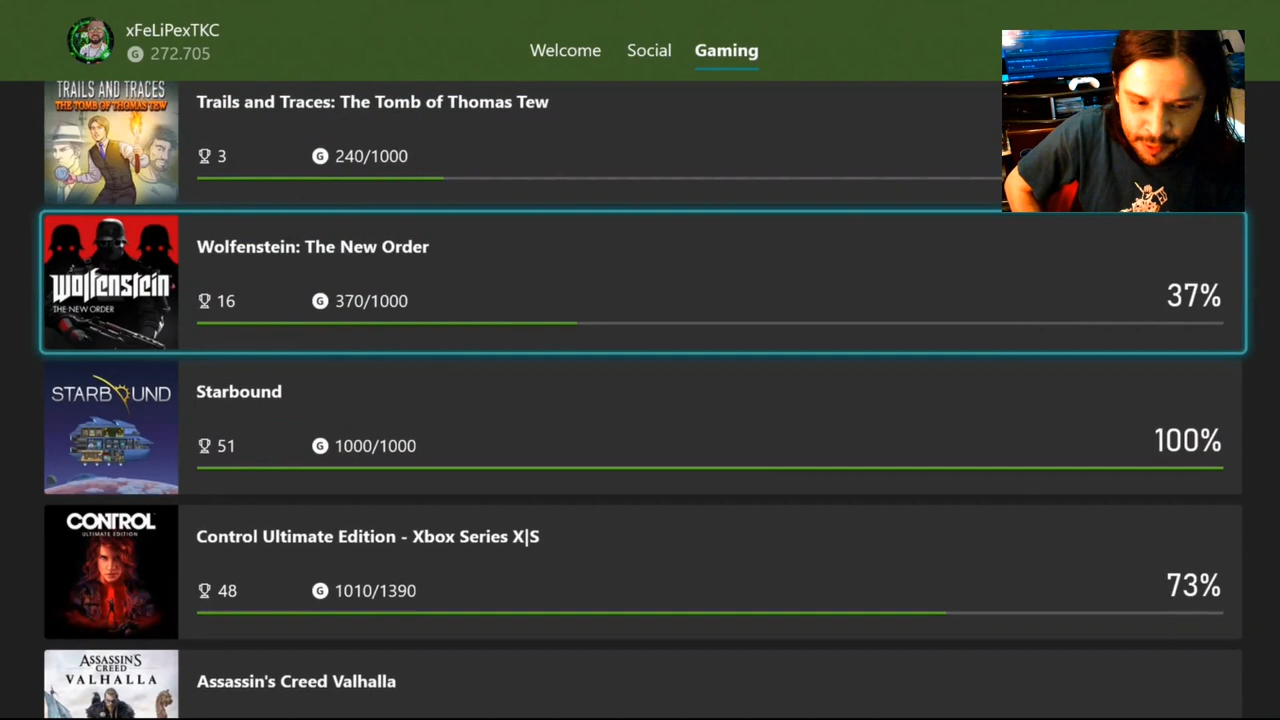 xFeLiPexTKC
G 272.705
Welcome Social Gaming
TRAILS AND TRACES
THE TOMB OF THOMAS TEW
Trails and Traces: The Tomb of Thomas Tew
3 G 240/1000
wolfenstein
THE NEW ORDER
Wolfenstein: The New Order
16 G 370/1000
37%
STARBOUND
Starbound
51 G 1000/1000
100%
CONTROL
ULTIMATE EDITION
Control Ultimate Edition - Xbox Series X|S
48 G 1010/1390
73%
ASSASSIN'S
CREED
VALHALLA
Assassin's Creed Valhalla